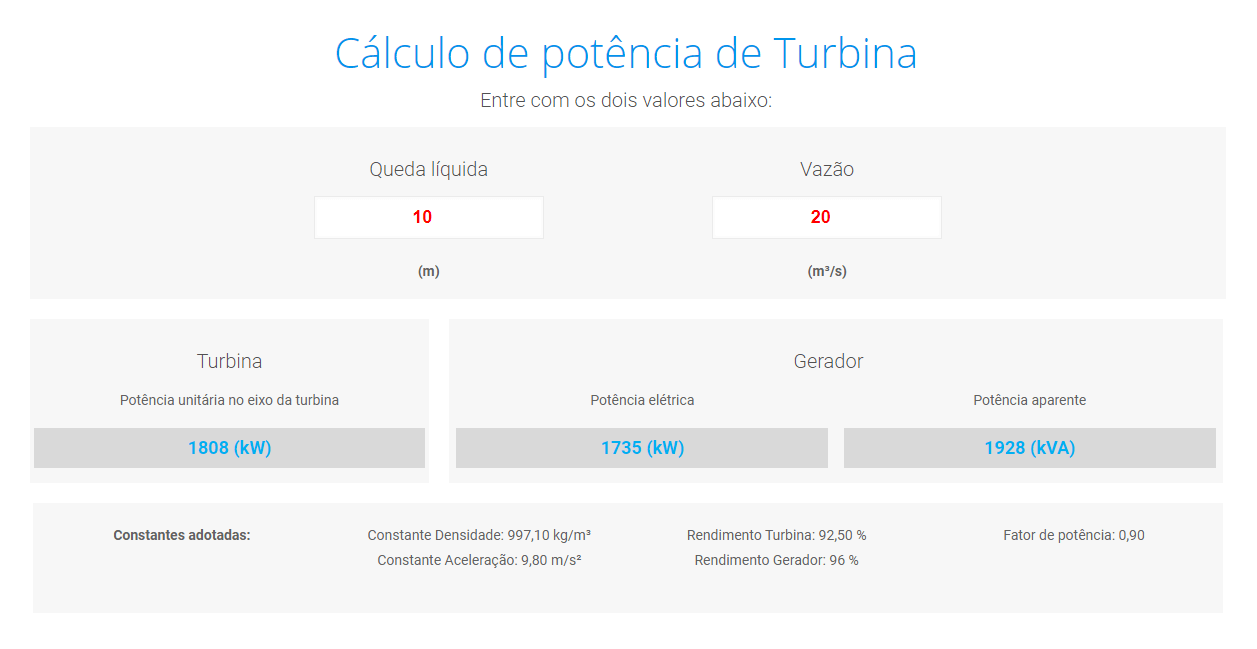 Cálculo de potência de Turbina
Entre com os dois valores abaixo:
Queda líquida
Vazão
10
20
(m)
(m³/s)
Turbina
Gerador
Potência unitária no eixo da turbina
Potência elétrica
Potência aparente
1808 (kW)
1735 (kW)
1928 (kVA)
Constantes adotadas:
Constante Densidade: 997,10 kg/m³
Rendimento Turbina: 92,50 %
Fator de potência: 0,90
Constante Aceleração: 9,80 m/s²
Rendimento Gerador: 96 %